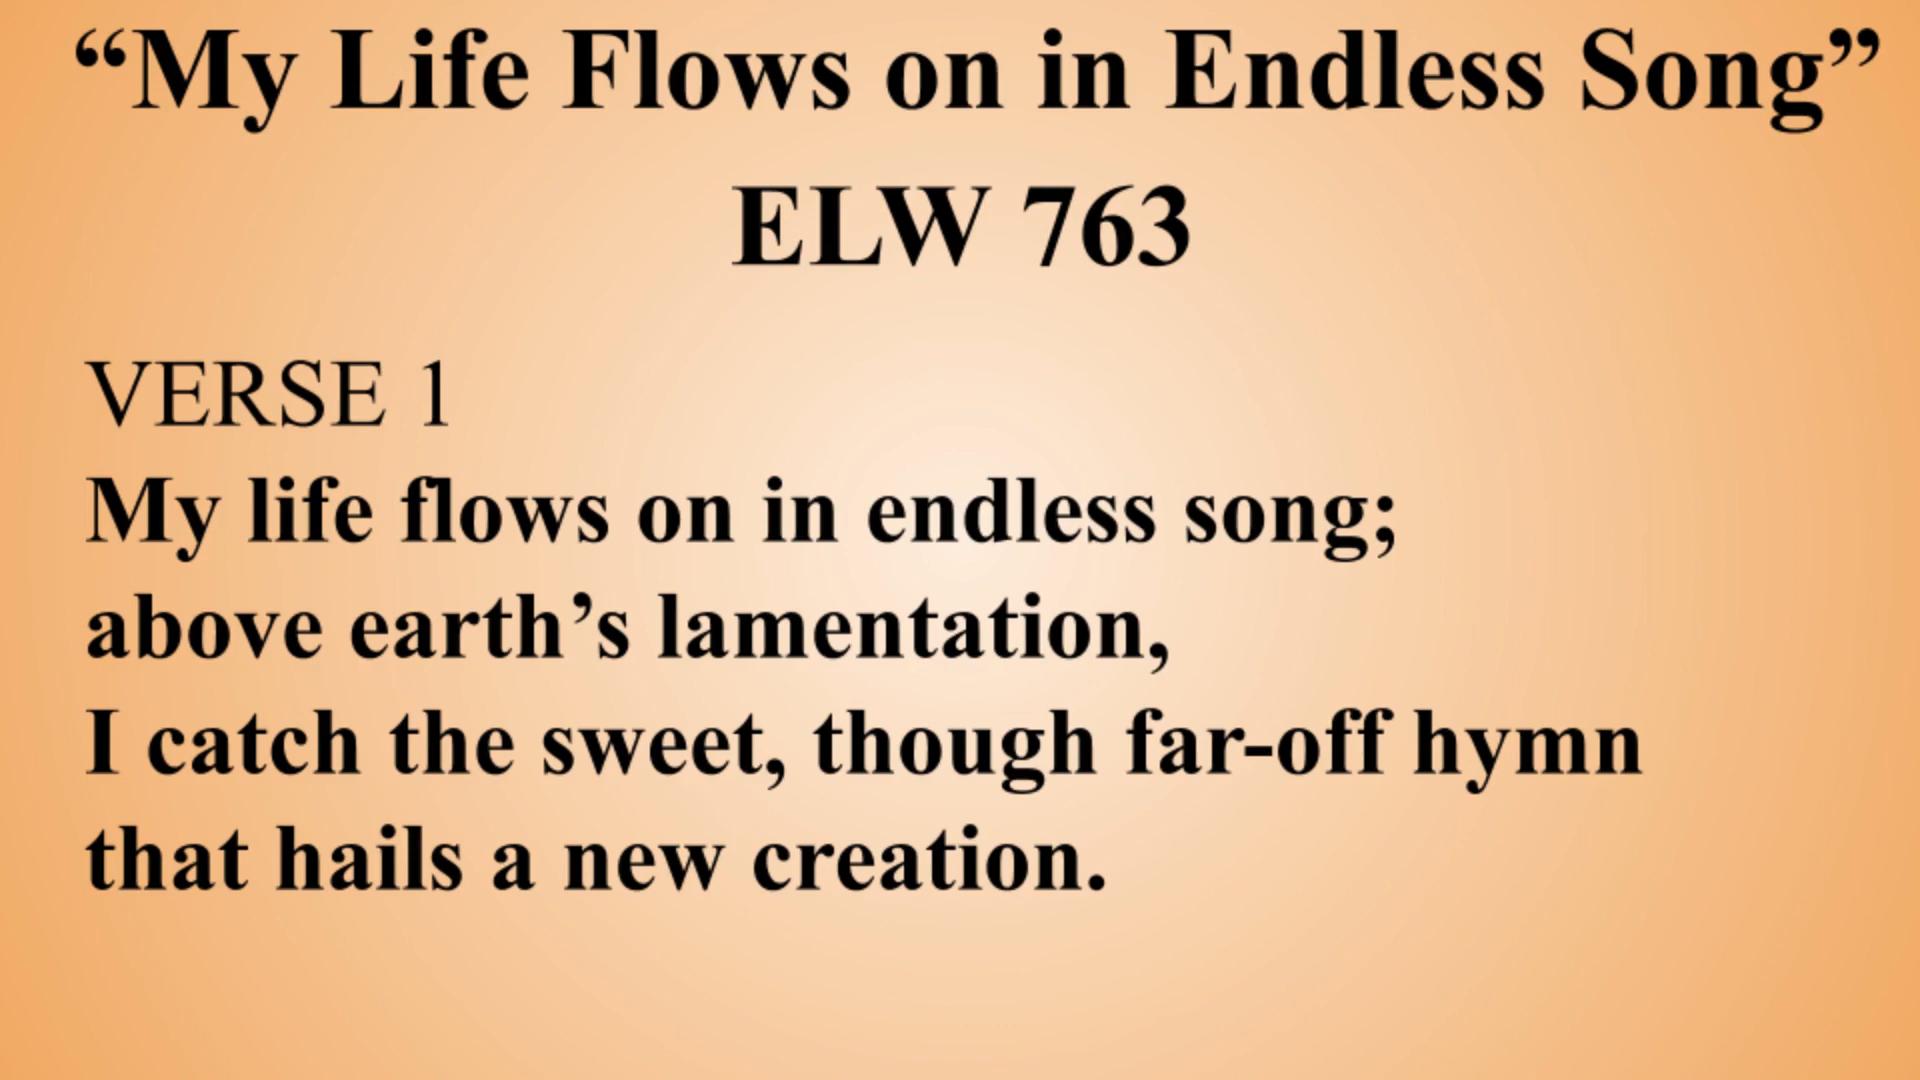 “My Life Flows on in Endless Song”
ELW 763
VERSE 1
My life flows on in endless song;
above earth’s lamentation,
I catch the sweet, though far-off hymn
that hails a new creation.